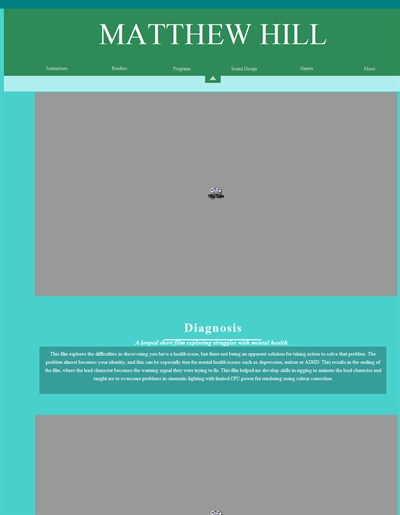 MATTHEW HILL
Animations Renders Programs Sound Design Games About
Diagnosis
A looped short film exploring struggles with mental health.
This film explores the difficulties in discovering you have a health issue, but there not being an apparent solution for taking action to solve that problem. The
problem almost becomes your identity, and this can be especially true for mental health issues such as depression, autism or ADHD. This results in the ending of
the film, where the lead character becomes the warning signal they were trying to fix. This film helped me develop skills in rigging to animate the lead character and
taught me to overcome problems in cinematic lighting with limited CPU power for rendering using colour correction.